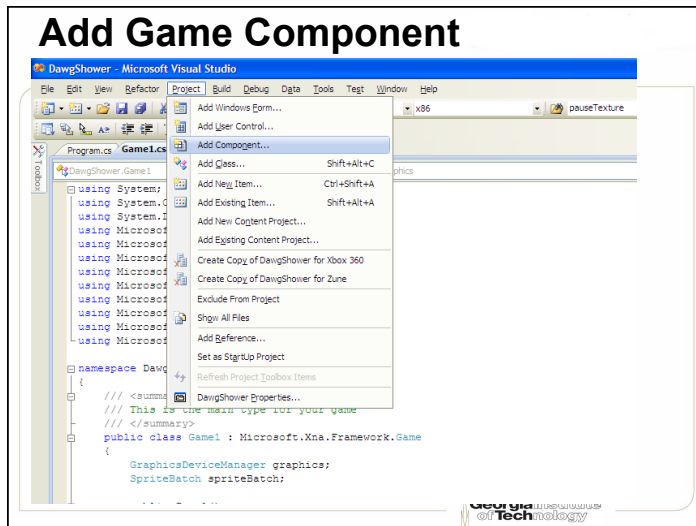 Add Game Component
DawgShower - Microsoft Visual Studio
File Edit View Refactor Project Build Debug Data Tools Test Window Help
x86 pauseTexture
Add Windows Form...
Add User Control...
Add Component...
Add Class... Shift+Alt+C
Add New Item... Ctrl+Shift+A
Add Existing Item... Shift+Alt+A
Add New Content Project...
Add Existing Content Project...
Create Copy of DawgShower for Xbox 360
Create Copy of DawgShower for Zune
Exclude From Project
Show All Files
Add Reference...
Set as StartUp Project
Refresh Project Toolbox Items
DawgShower Properties...
Toolbox
Program.cs Game1.cs
DawgShower.Game1 phics
using System;
using System.C
using System.I
using Microsof
using Microsof
using Microsof
using Microsof
using Microsof
using Microsof
using Microsof
using Microsof
using Microsof
namespace Dawg
{
/// <summa
/// This is the main type for your game
/// </summary>
public class Game1 : Microsoft.Xna.Framework.Game
{
GraphicsDeviceManager graphics;
SpriteBatch spriteBatch;
Georgia Institute
of Technology